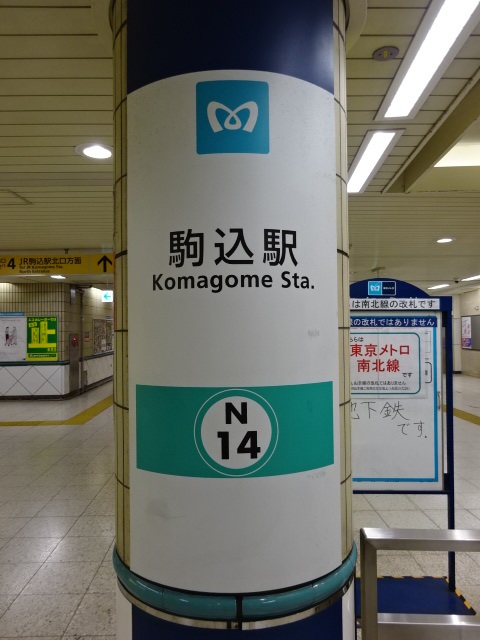 駒込駅
Komagome Sta.
N
14
4 JR駒込駅北口方面
は南北線の改札です
線の改札ではありません
東京メトロ
南北線
地下鉄
です。